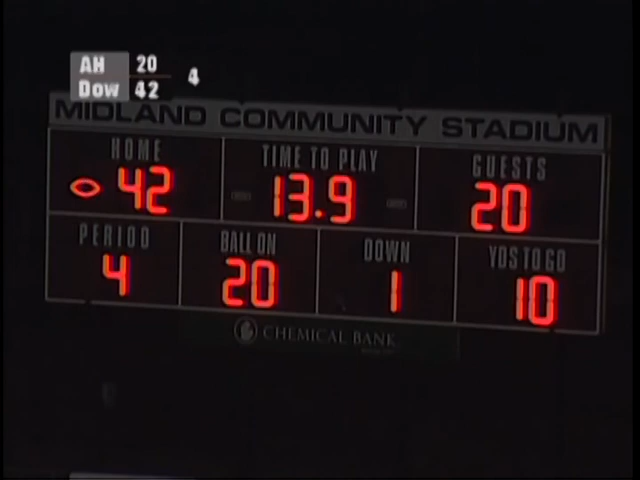 AH 20
Dow 42 4
MIDLAND COMMUNITY STADIUM
HOME TIME TO PLAY GUESTS
42 13.9 20
PERIOD BALL ON DOWN YDS TO GO
4 20 1 10
CHEMICAL BANK